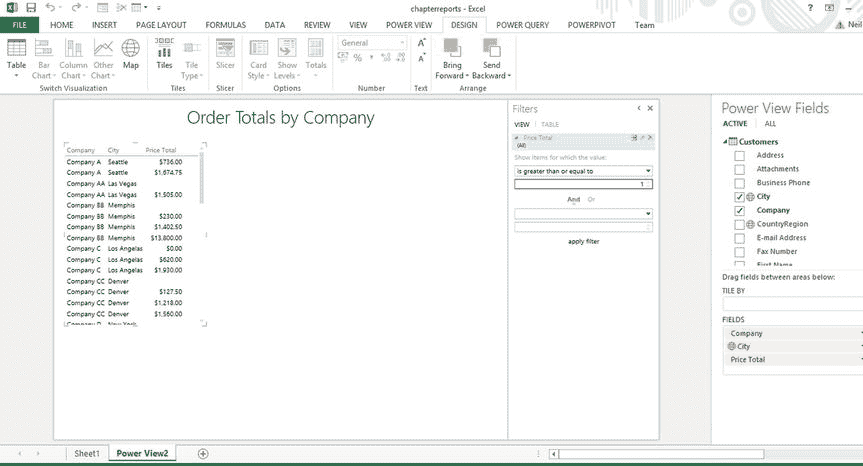 chapterreports - Excel
FILE HOME INSERT PAGE LAYOUT FORMULAS DATA REVIEW VIEW POWER VIEW DESIGN POWER QUERY POWERPIVOT Team Neil
Table Bar Chart Column Chart Other Chart Map Tiles Tile Type Slicer Card Style Show Levels Totals General % Bring Forward Send Backward
Switch Visualization Tiles Slicer Options Number Text Arrange
Order Totals by Company
Company City Price Total
Company A Seattle $736.00
Company A Seattle $1,674.75
Company AA Las Vegas
Company AA Las Vegas $1,505.00
Company BB Memphis
Company BB Memphis $230.00
Company BB Memphis $1,402.50
Company BB Memphis $13,800.00
Company C Los Angelas $0.00
Company C Los Angelas $620.00
Company C Los Angelas $1,930.00
Company CC Denver
Company CC Denver $127.50
Company CC Denver $1,218.00
Company CC Denver $1,560.00
Company D New York
Filters
VIEW | TABLE
Price Total
(All)
Show items for which the value:
is greater than or equal to
1
And Or
apply filter
Power View Fields
ACTIVE ALL
Customers
Address
Attachments
Business Phone
City
Company
CountryRegion
E-mail Address
Fax Number
First Name
Drag fields between areas below:
TILE BY
FIELDS
Company
City
Price Total
Sheet1 Power View2